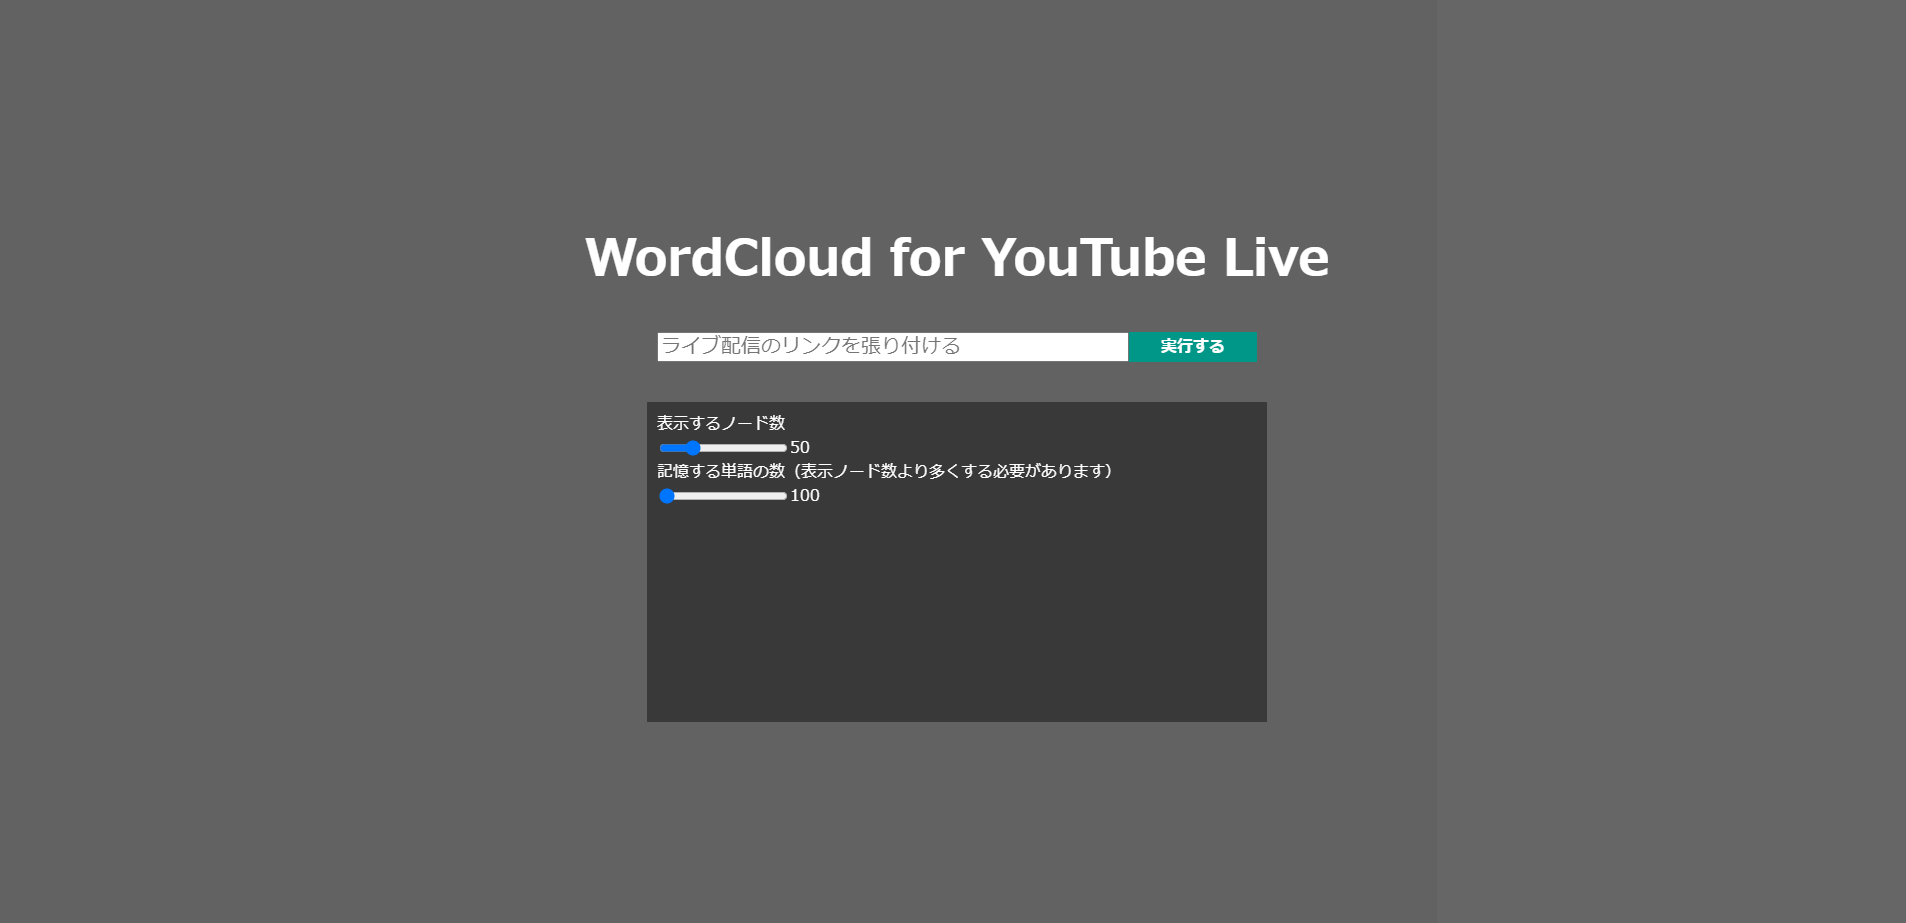 WordCloud for YouTube Live
ライブ配信のリンクを張り付ける
実行する
表示するノード数
50
記憶する単語の数（表示ノード数より多くする必要があります）
100